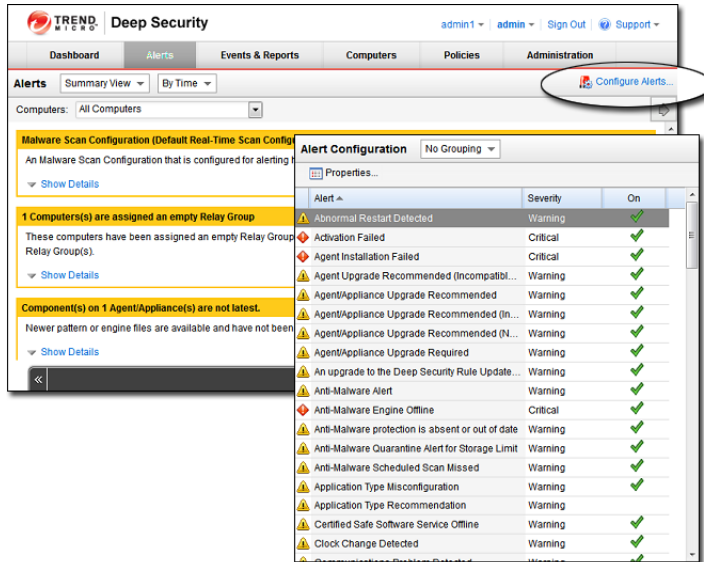 TREND MICRO Deep Security admin1 admin Sign Out Support
Dashboard Alerts Events & Reports Computers Policies Administration
Alerts Summary View By Time Configure Alerts...
Computers: All Computers
Malware Scan Configuration (Default Real-Time Scan Config
An Malware Scan Configuration that is configured for alerting
Show Details
1 Computers(s) are assigned an empty Relay Group
These computers have been assigned an empty Relay Group
Relay Group(s).
Show Details
Component(s) on 1 Agent/Appliance(s) are not latest.
Newer pattern or engine files are available and have not been
Show Details
Alert Configuration No Grouping
Properties...
Alert Severity On
Abnormal Restart Detected Warning
Activation Failed Critical
Agent Installation Failed Critical
Agent Upgrade Recommended (Incompatibl... Warning
Agent/Appliance Upgrade Recommended Warning
Agent/Appliance Upgrade Recommended (In... Warning
Agent/Appliance Upgrade Recommended (N... Warning
Agent/Appliance Upgrade Required Warning
An upgrade to the Deep Security Rule Update... Warning
Anti-Malware Alert Warning
Anti-Malware Engine Offline Critical
Anti-Malware protection is absent or out of date Warning
Anti-Malware Quarantine Alert for Storage Limit Warning
Anti-Malware Scheduled Scan Missed Warning
Application Type Misconfiguration Warning
Application Type Recommendation Warning
Certified Safe Software Service Offline Warning
Clock Change Detected Warning